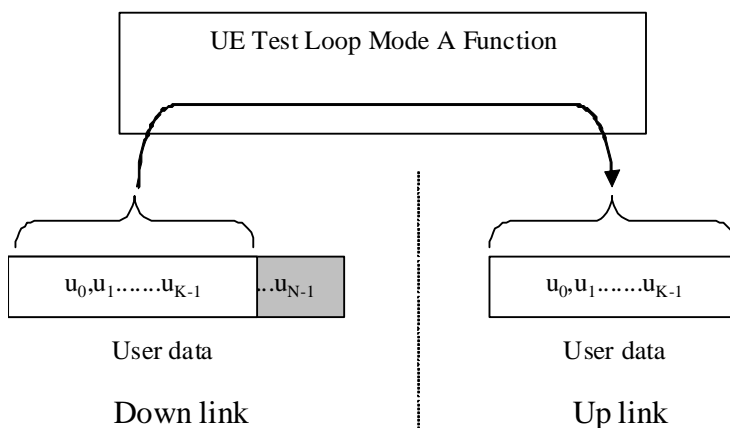 UE Test Loop Mode A Function
u0,u1.......uK-1 ...uN-1
u0,u1.......uK-1
User data
User data
Down link
Up link